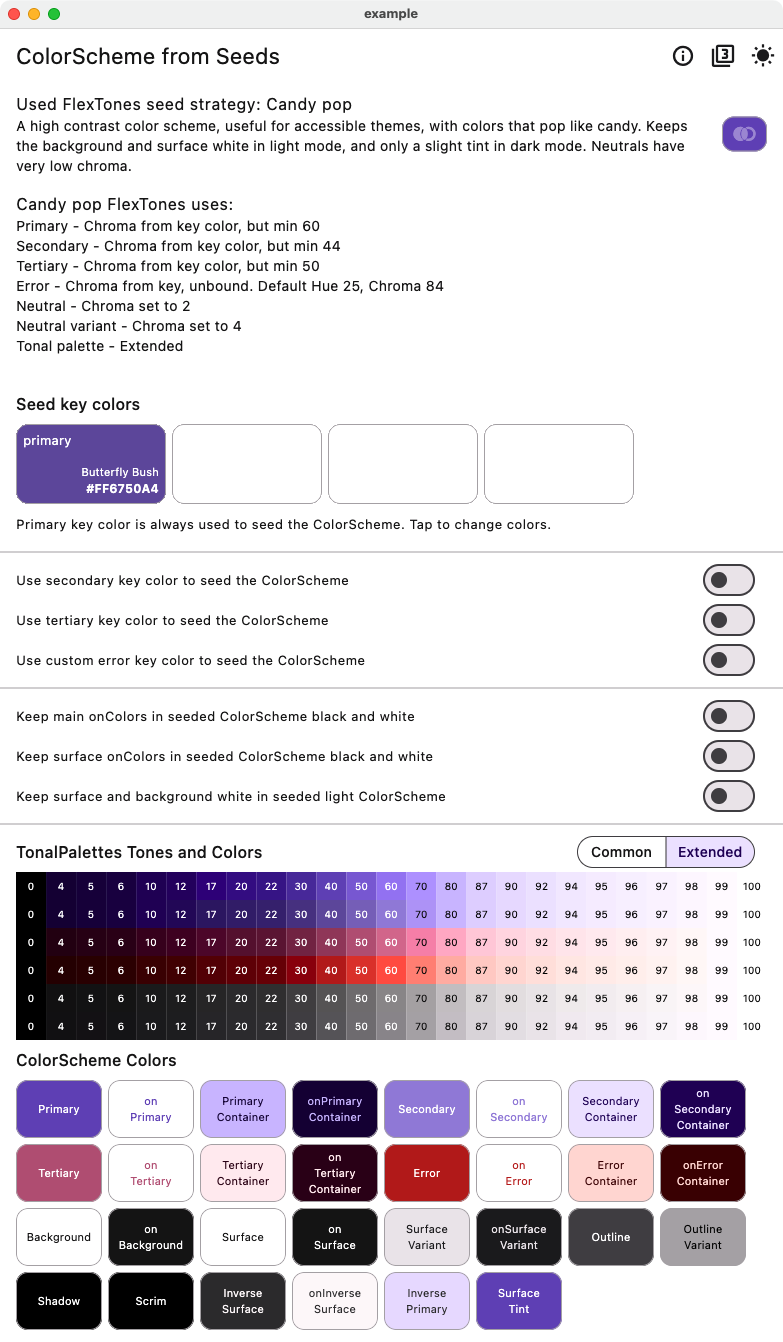 example
ColorScheme from Seeds
3
Used FlexTones seed strategy: Candy pop
A high contrast color scheme, useful for accessible themes, with colors that pop like candy. Keeps
the background and surface white in light mode, and only a slight tint in dark mode. Neutrals have
very low chroma.
Candy pop FlexTones uses:
Primary - Chroma from key color, but min 60
Secondary - Chroma from key color, but min 44
Tertiary - Chroma from key color, but min 50
Error - Chroma from key, unbound. Default Hue 25, Chroma 84
Neutral - Chroma set to 2
Neutral variant - Chroma set to 4
Tonal palette - Extended
Seed key colors
primary
Butterfly Bush
#FF6750A4
Primary key color is always used to seed the ColorScheme. Tap to change colors.
Use secondary key color to seed the ColorScheme
Use tertiary key color to seed the ColorScheme
Use custom error key color to seed the ColorScheme
Keep main onColors in seeded ColorScheme black and white
Keep surface onColors in seeded ColorScheme black and white
Keep surface and background white in seeded light ColorScheme
TonalPalettes Tones and Colors
Common Extended
0 4 5 6 10 12 17 20 22 30 40 50 60 70 80 87 90 92 94 95 96 97 98 99 100
0 4 5 6 10 12 17 20 22 30 40 50 60 70 80 87 90 92 94 95 96 97 98 99 100
0 4 5 6 10 12 17 20 22 30 40 50 60 70 80 87 90 92 94 95 96 97 98 99 100
0 4 5 6 10 12 17 20 22 30 40 50 60 70 80 87 90 92 94 95 96 97 98 99 100
0 4 5 6 10 12 17 20 22 30 40 50 60 70 80 87 90 92 94 95 96 97 98 99 100
0 4 5 6 10 12 17 20 22 30 40 50 60 70 80 87 90 92 94 95 96 97 98 99 100
ColorScheme Colors
Primary
on
Primary
Primary
Container
onPrimary
Container
Secondary
on
Secondary
Secondary
Container
on
Secondary
Container
Tertiary
on
Tertiary
Tertiary
Container
on
Tertiary
Container
Error
on
Error
Error
Container
onError
Container
Background
on
Background
Surface
on
Surface
Surface
Variant
onSurface
Variant
Outline
Outline
Variant
Shadow
Scrim
Inverse
Surface
onInverse
Surface
Inverse
Primary
Surface
Tint